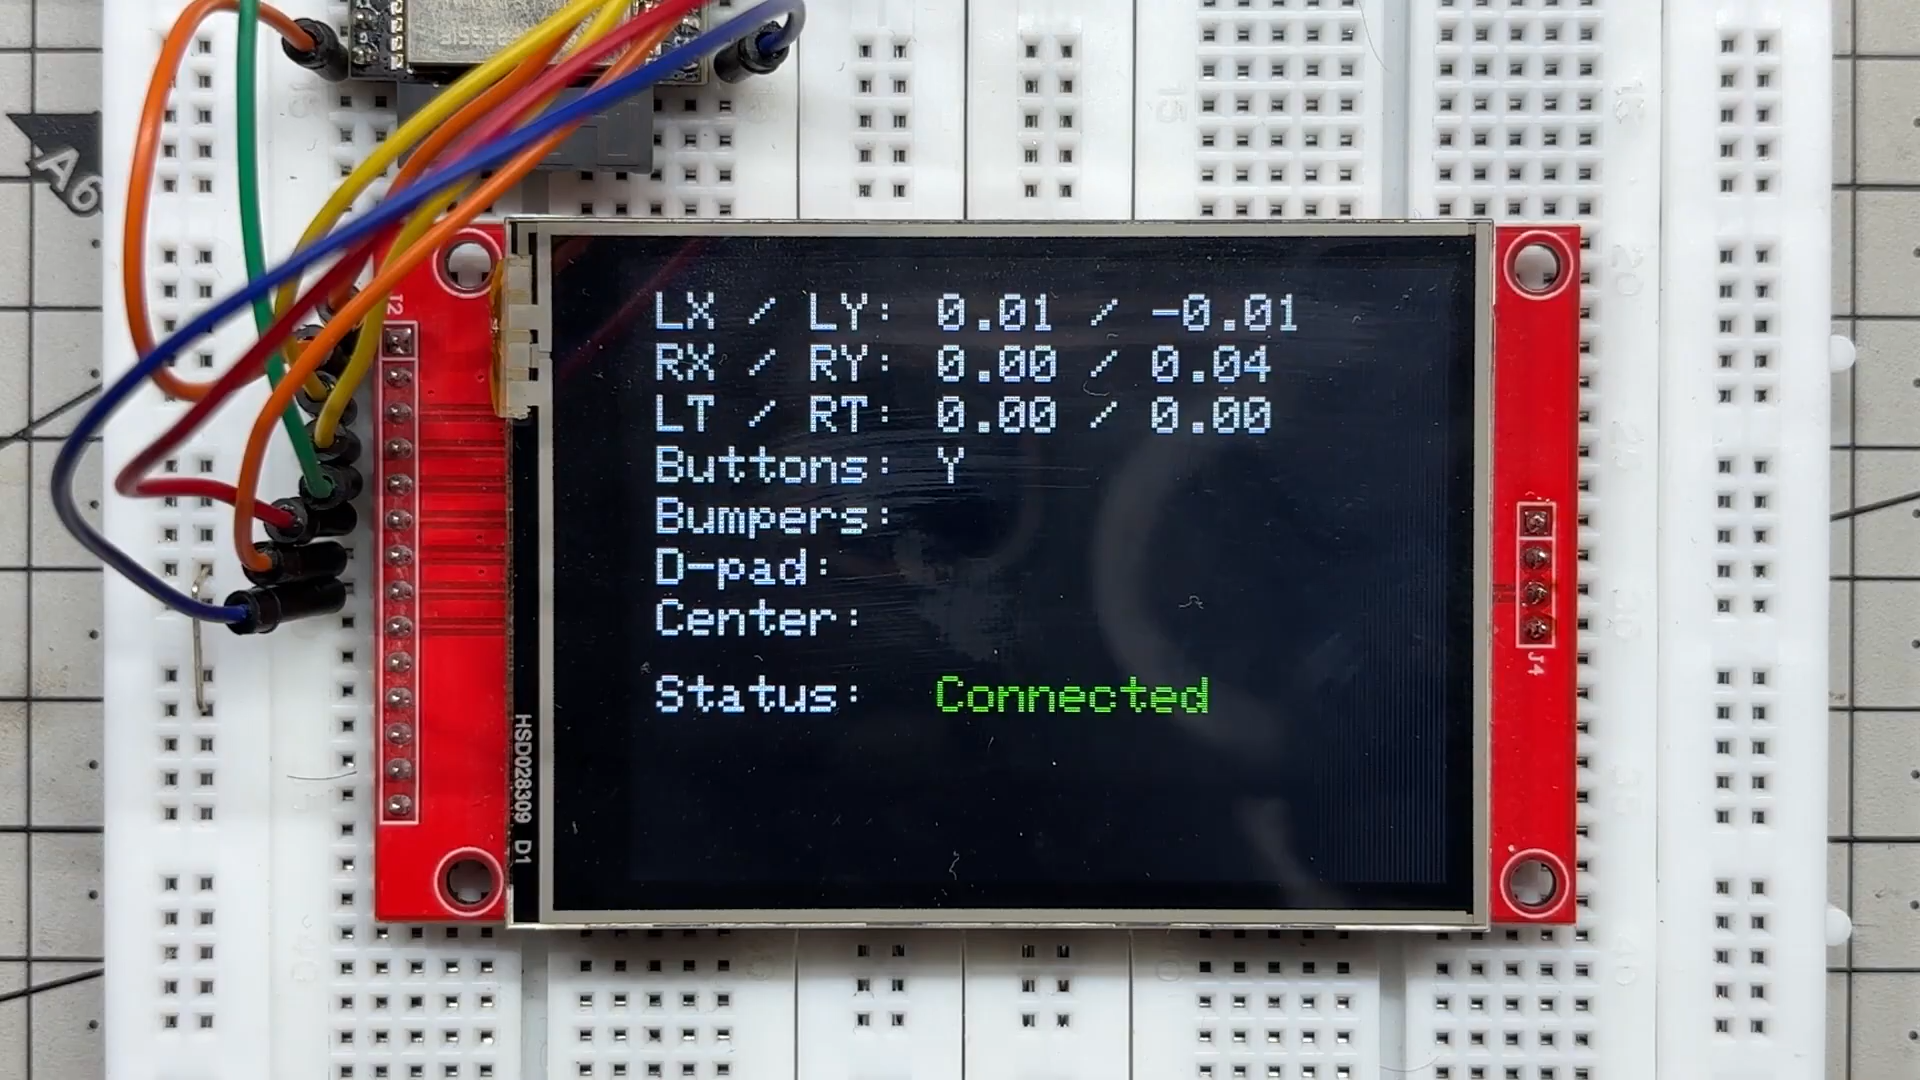 A6
J2
LX / LY: 0.01 / -0.01
RX / RY: 0.00 / 0.04
LT / RT: 0.00 / 0.00
Buttons: Y
Bumpers:
D-pad:
Center:
Status: Connected
HSD028309 D1
J4